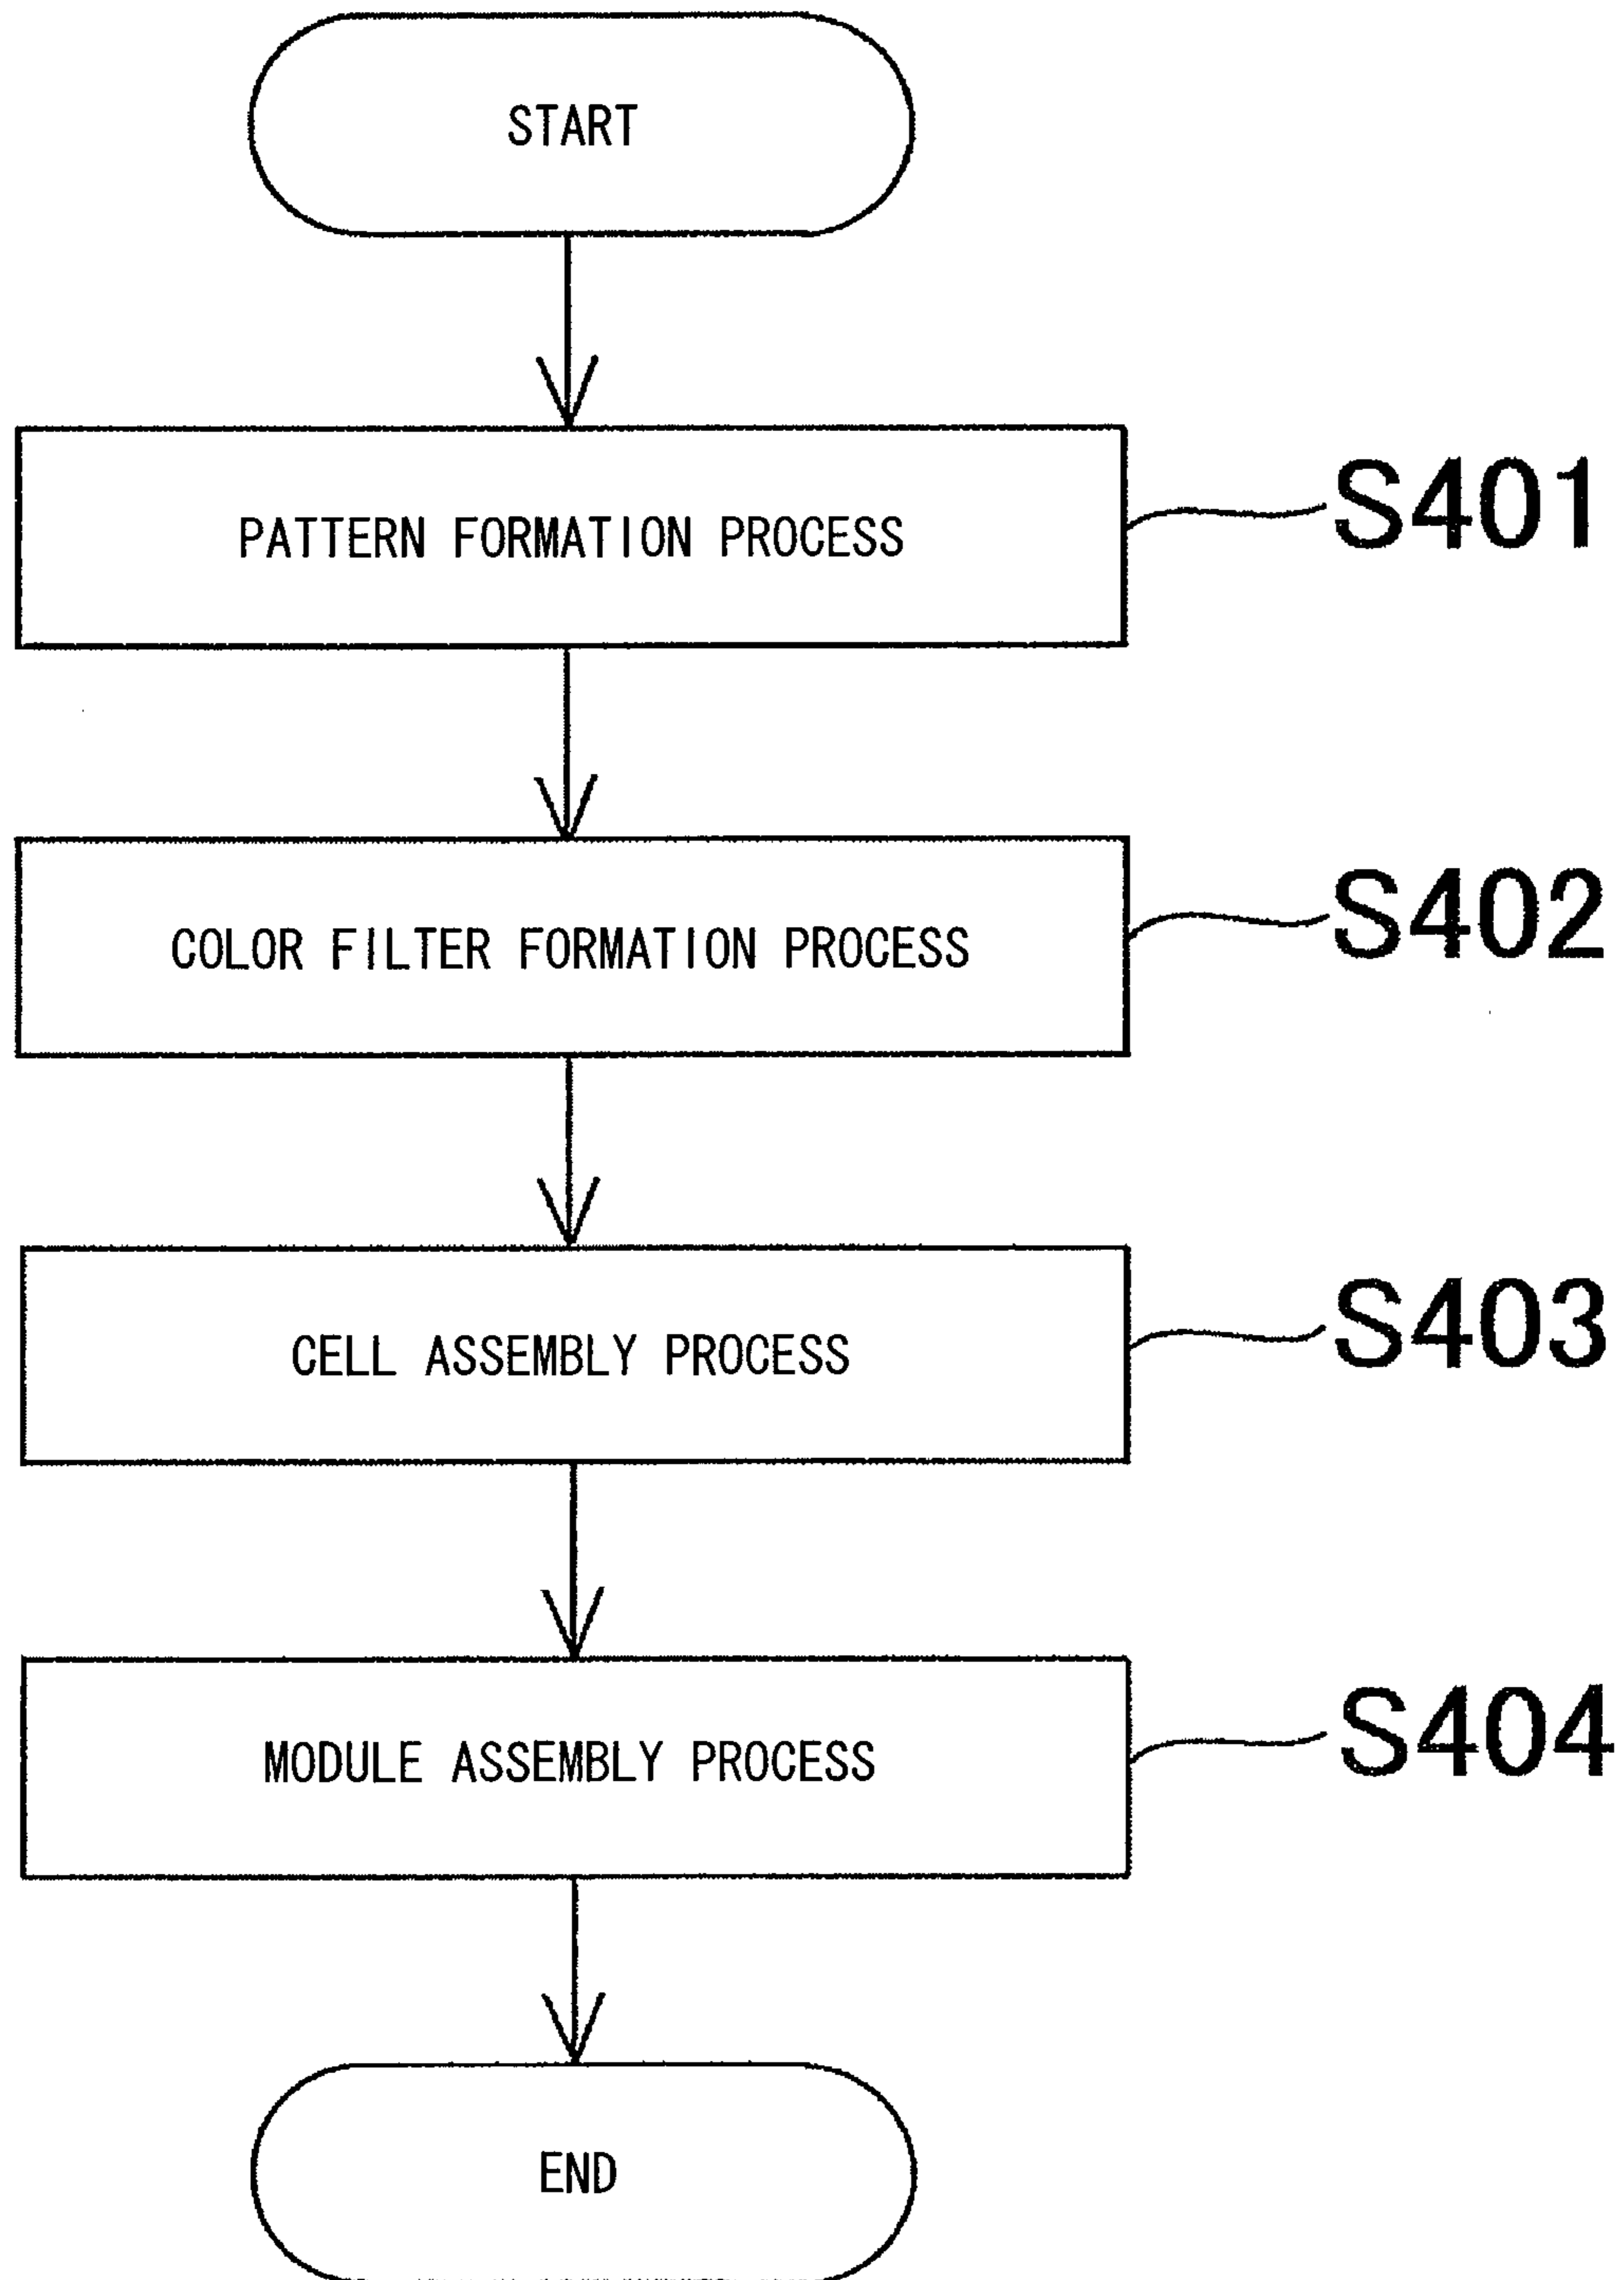 START
PATTERN FORMATION PROCESS
S401
COLOR FILTER FORMATION PROCESS
S402
CELL ASSEMBLY PROCESS
S403
MODULE ASSEMBLY PROCESS
S404
END